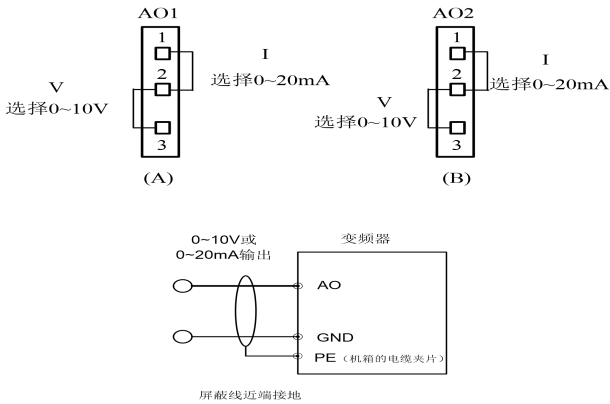 AO1
AO2
1
2
3
I
选择0~20mA
V
选择0~10V
1
2
3
I
选择0~20mA
V
选择0~10V
(A)
(B)
0~10V或
0~20mA输出
变频器
AO
GND
PE（机箱的电缆夹片）
屏蔽线近端接地